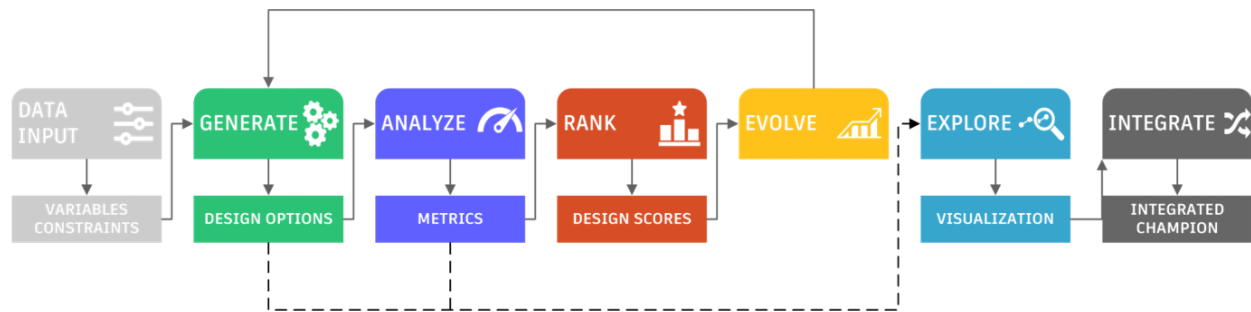 DATA
INPUT
GENERATE
ANALYZE
RANK
EVOLVE
EXPLORE
INTEGRATE
VARIABLES
CONSTRAINTS
DESIGN OPTIONS
METRICS
DESIGN SCORES
VISUALIZATION
INTEGRATED
CHAMPION